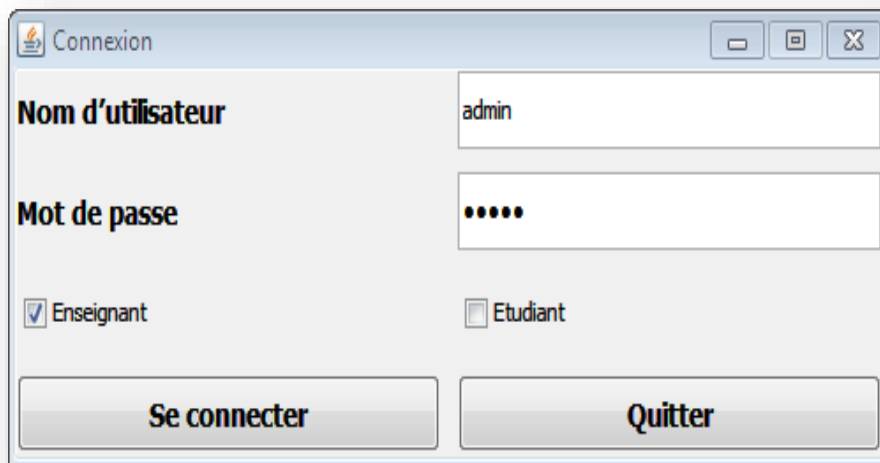 Connexion
Nom d’utilisateur admin
Mot de passe •••••
Enseignant Etudiant
Se connecter Quitter